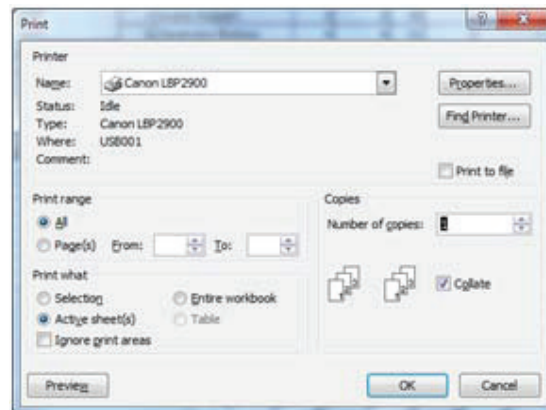 Print
Printer
Name: Canon LBP2900
Properties...
Status: Idle
Find Printer...
Type: Canon LBP2900
Where: USB001
Comment:
Print to file
Print range
Copies
All
Number of copies: 1
Page(s) From: To:
Print what
Selection Entire workbook
Collate
Active sheet(s) Table
Ignore print areas
Preview OK Cancel